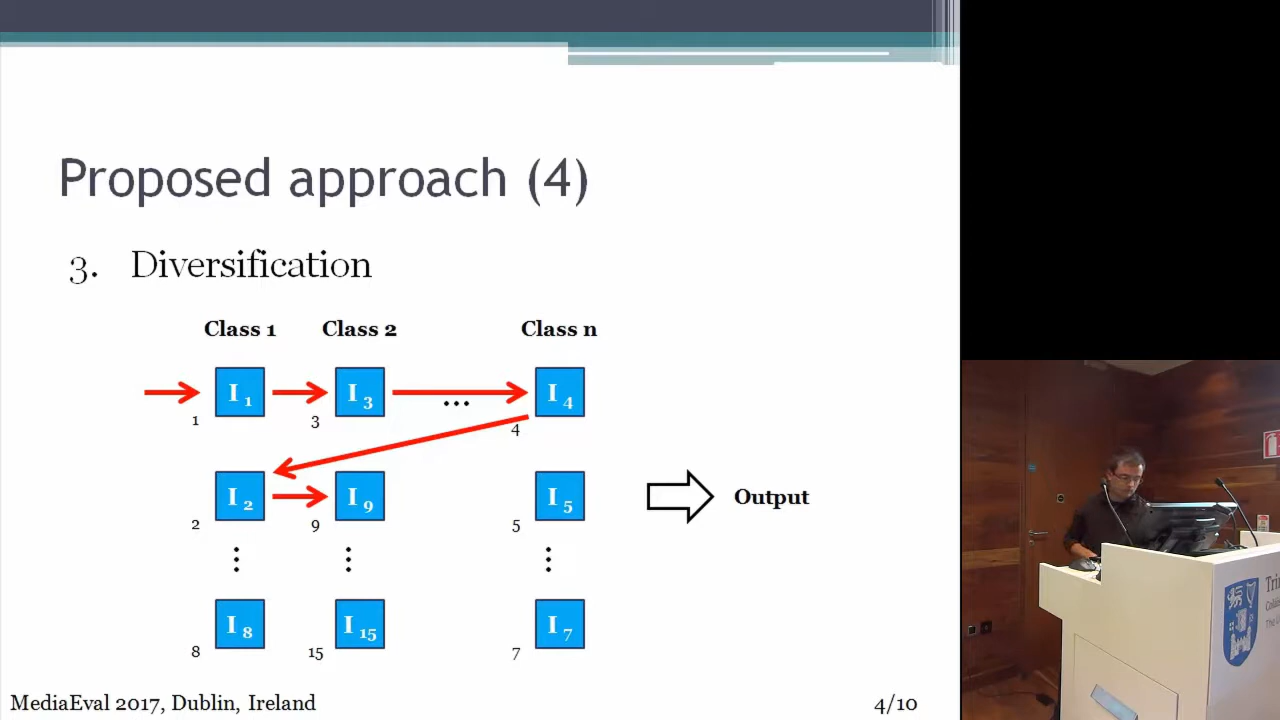 Proposed approach (4)
3. Diversification
Class 1 Class 2 Class n
I 1 I 3 ... I 4
1 3 4
I 2 I 9 I 5 Output
2 9 5
I 8 I 15 I 7
8 15 7
MediaEval 2017, Dublin, Ireland 4/10